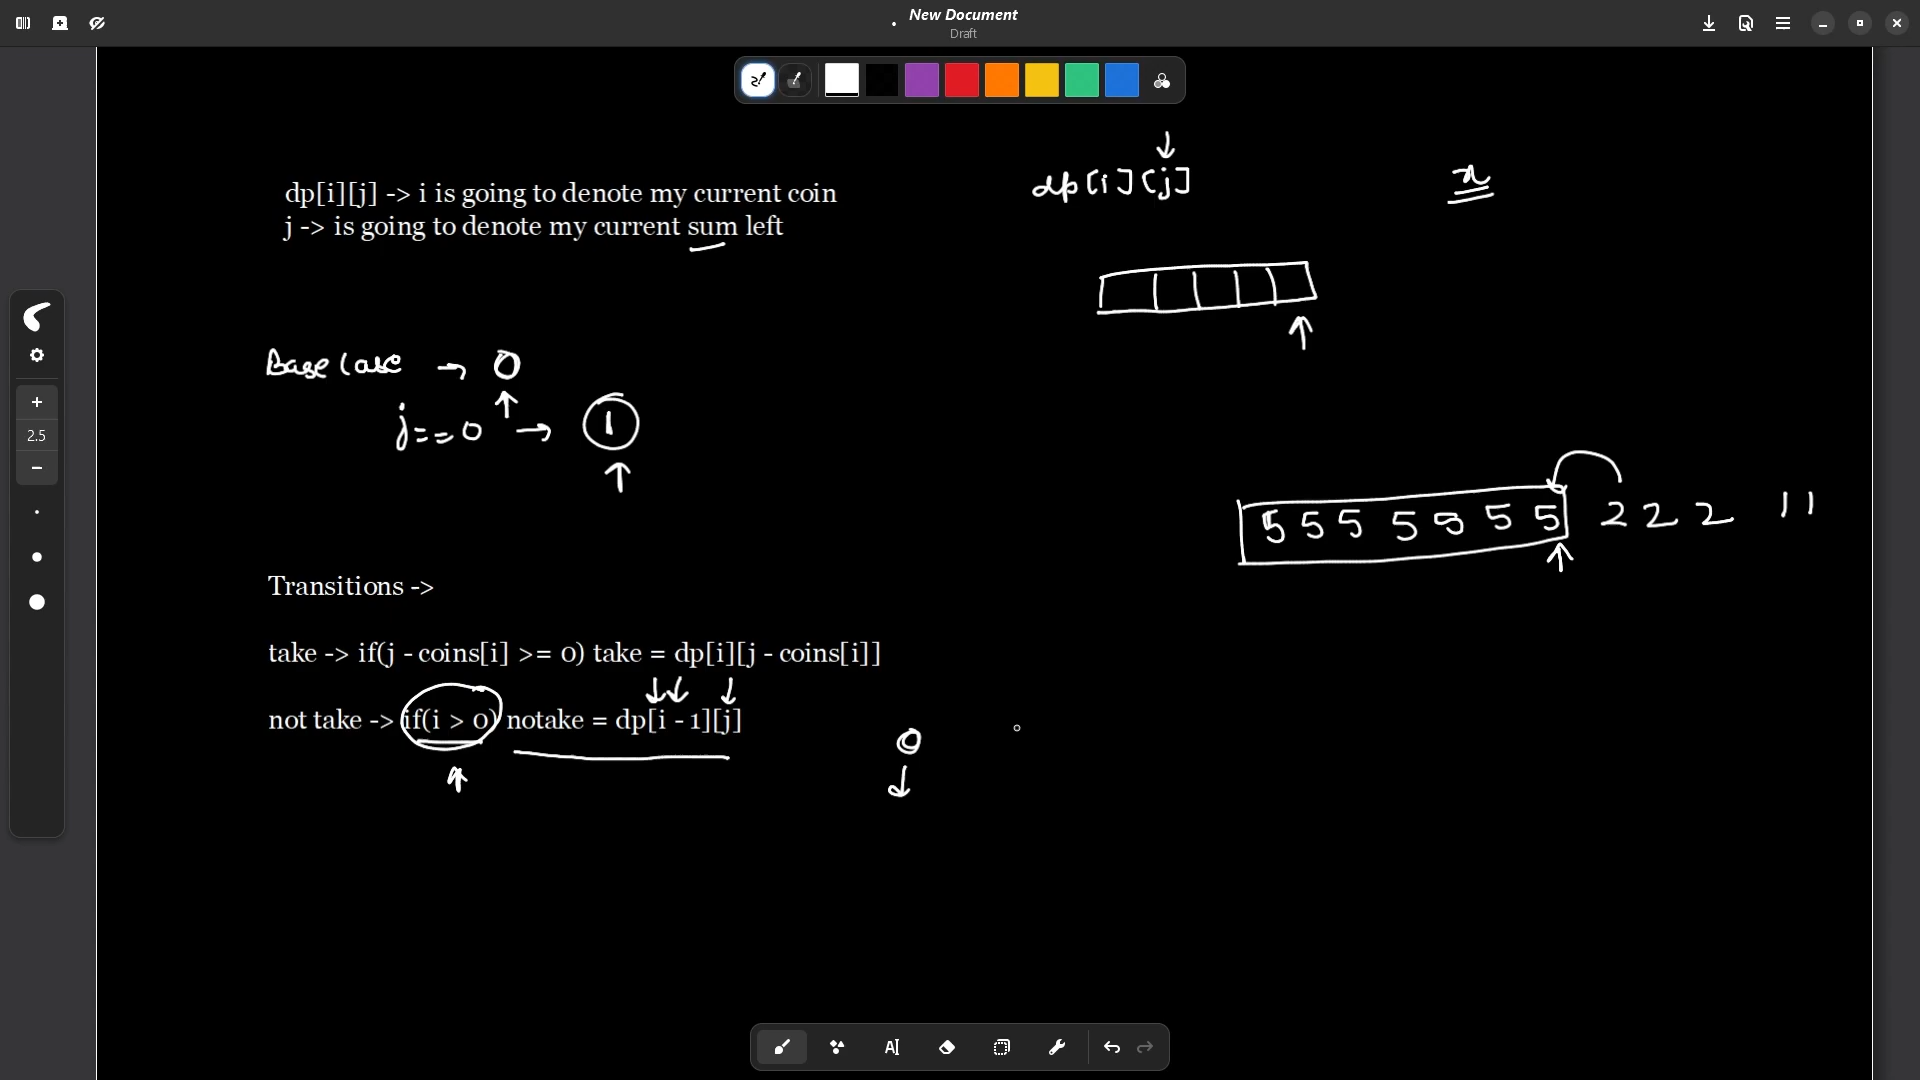 New Document
Draft
dp[i][j] -> i is going to denote my current coin
j -> is going to denote my current sum left
dp[i][j]
x
Base Case → 0
j==0 → 1
+
2.5
−
5 5 5 5 5 5 5 2 2 2 1 1
Transitions ->
take -> if(j - coins[i] >= 0) take = dp[i][j - coins[i]]
not take -> if(i > 0) notake = dp[i - 1][j]
0